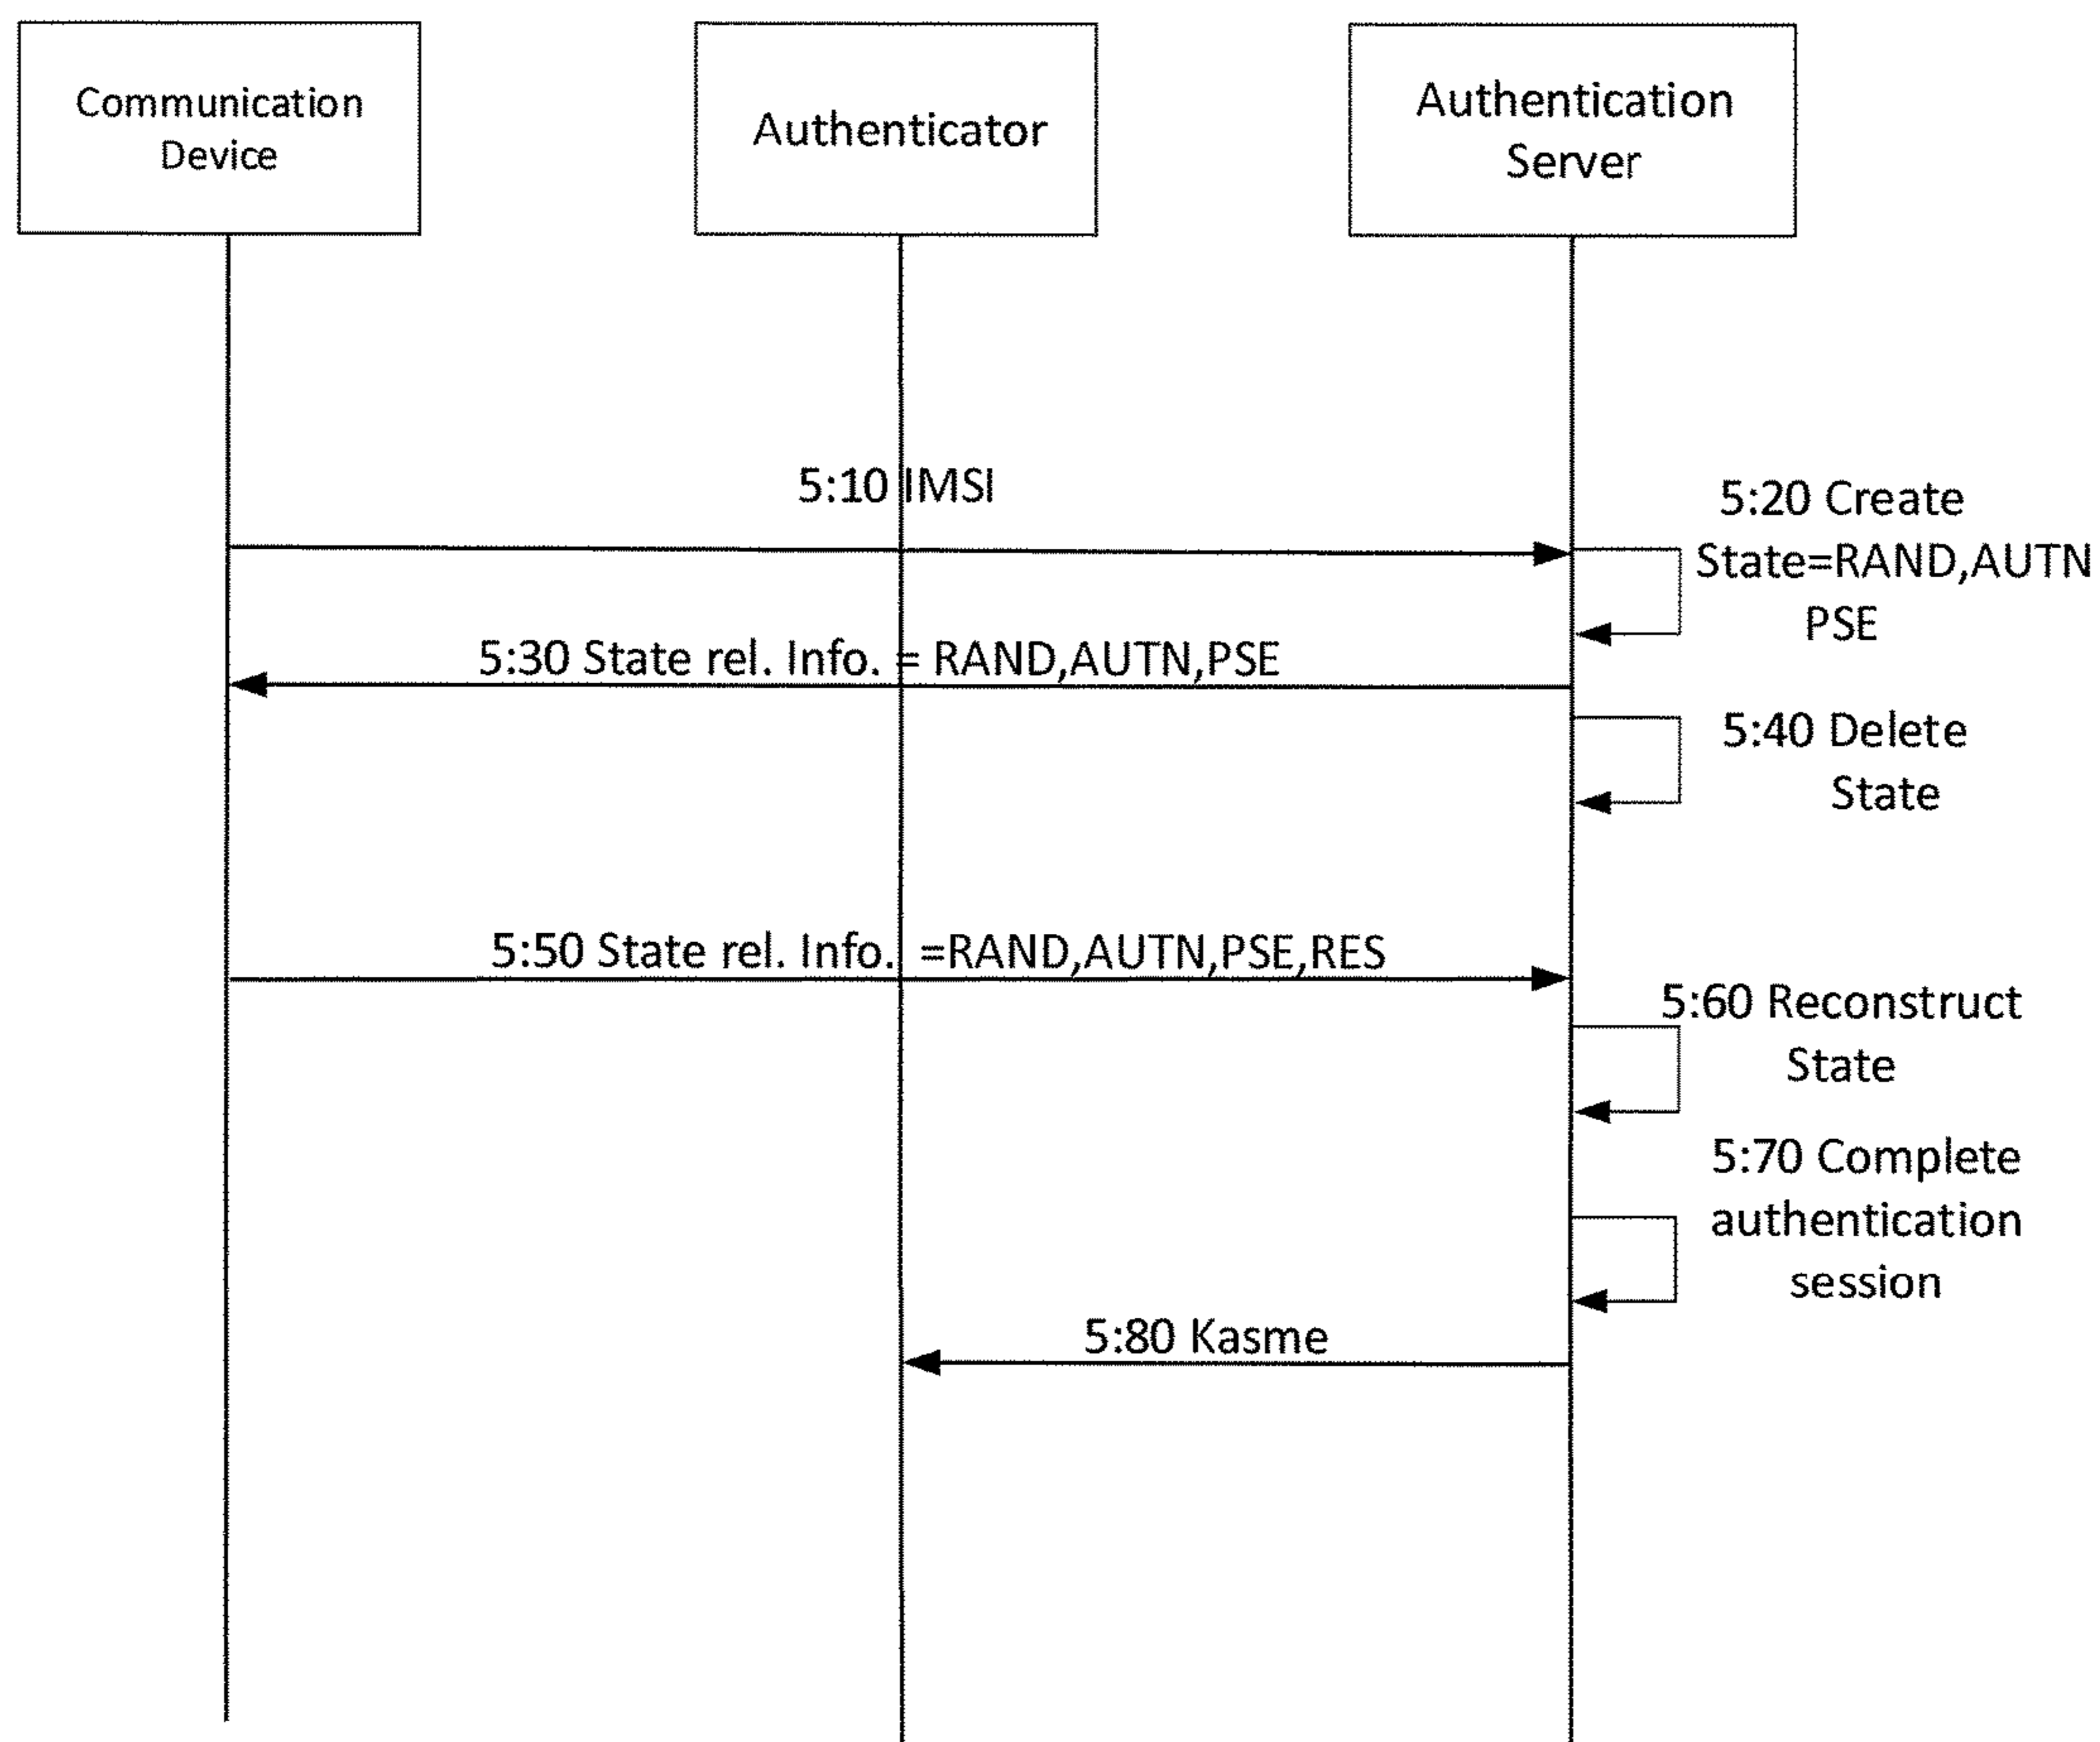 Communication
Device
Authenticator
Authentication
Server
5:10 IMSI
5:20 Create
State=RAND,AUTN
PSE
5:30 State rel. Info. = RAND,AUTN,PSE
5:40 Delete
State
5:50 State rel. Info. =RAND,AUTN,PSE,RES
5:60 Reconstruct
State
5:70 Complete
authentication
session
5:80 Kasme